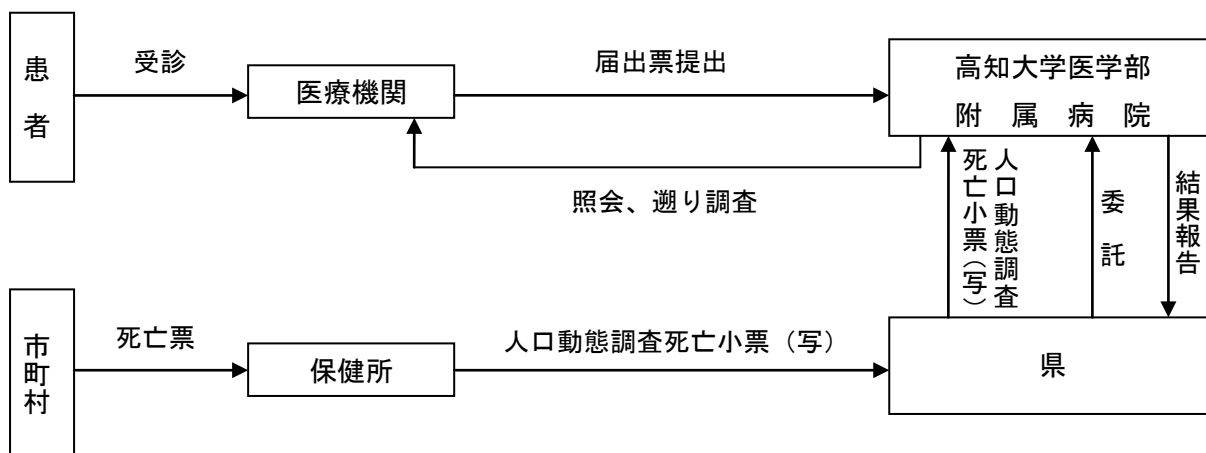 患者
受診
医療機関
届出票提出
高知大学医学部
附属病院
照会、遡り調査
人口動態調査
死亡小票（写）
委託
結果報告
市町村
死亡票
保健所
人口動態調査死亡小票（写）
県